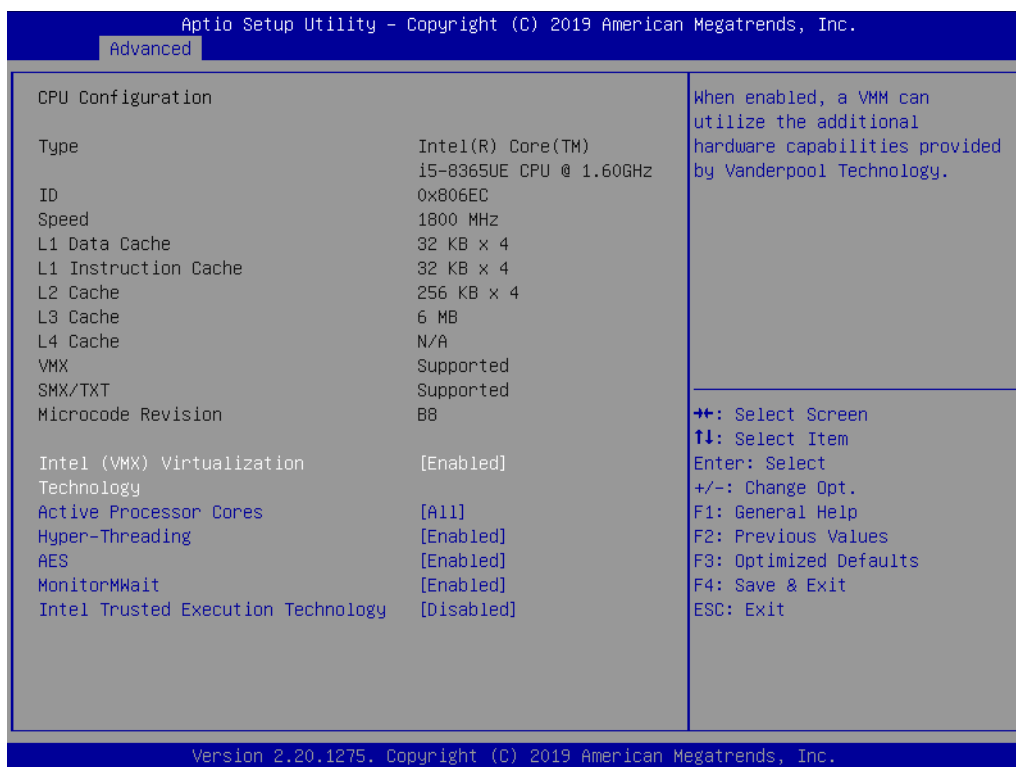 Aptio Setup Utility – Copyright (C) 2019 American Megatrends, Inc.
Advanced
CPU Configuration
Type Intel(R) Core(TM)
i5-8365UE CPU @ 1.60GHz
ID 0x806EC
Speed 1800 MHz
L1 Data Cache 32 KB x 4
L1 Instruction Cache 32 KB x 4
L2 Cache 256 KB x 4
L3 Cache 6 MB
L4 Cache N/A
VMX Supported
SMX/TXT Supported
Microcode Revision B8
Intel (VMX) Virtualization [Enabled]
Technology
Active Processor Cores [All]
Hyper-Threading [Enabled]
AES [Enabled]
MonitorMWait [Enabled]
Intel Trusted Execution Technology [Disabled]
When enabled, a VMM can
utilize the additional
hardware capabilities provided
by Vanderpool Technology.
→←: Select Screen
↑↓: Select Item
Enter: Select
+/-: Change Opt.
F1: General Help
F2: Previous Values
F3: Optimized Defaults
F4: Save & Exit
ESC: Exit
Version 2.20.1275. Copyright (C) 2019 American Megatrends, Inc.